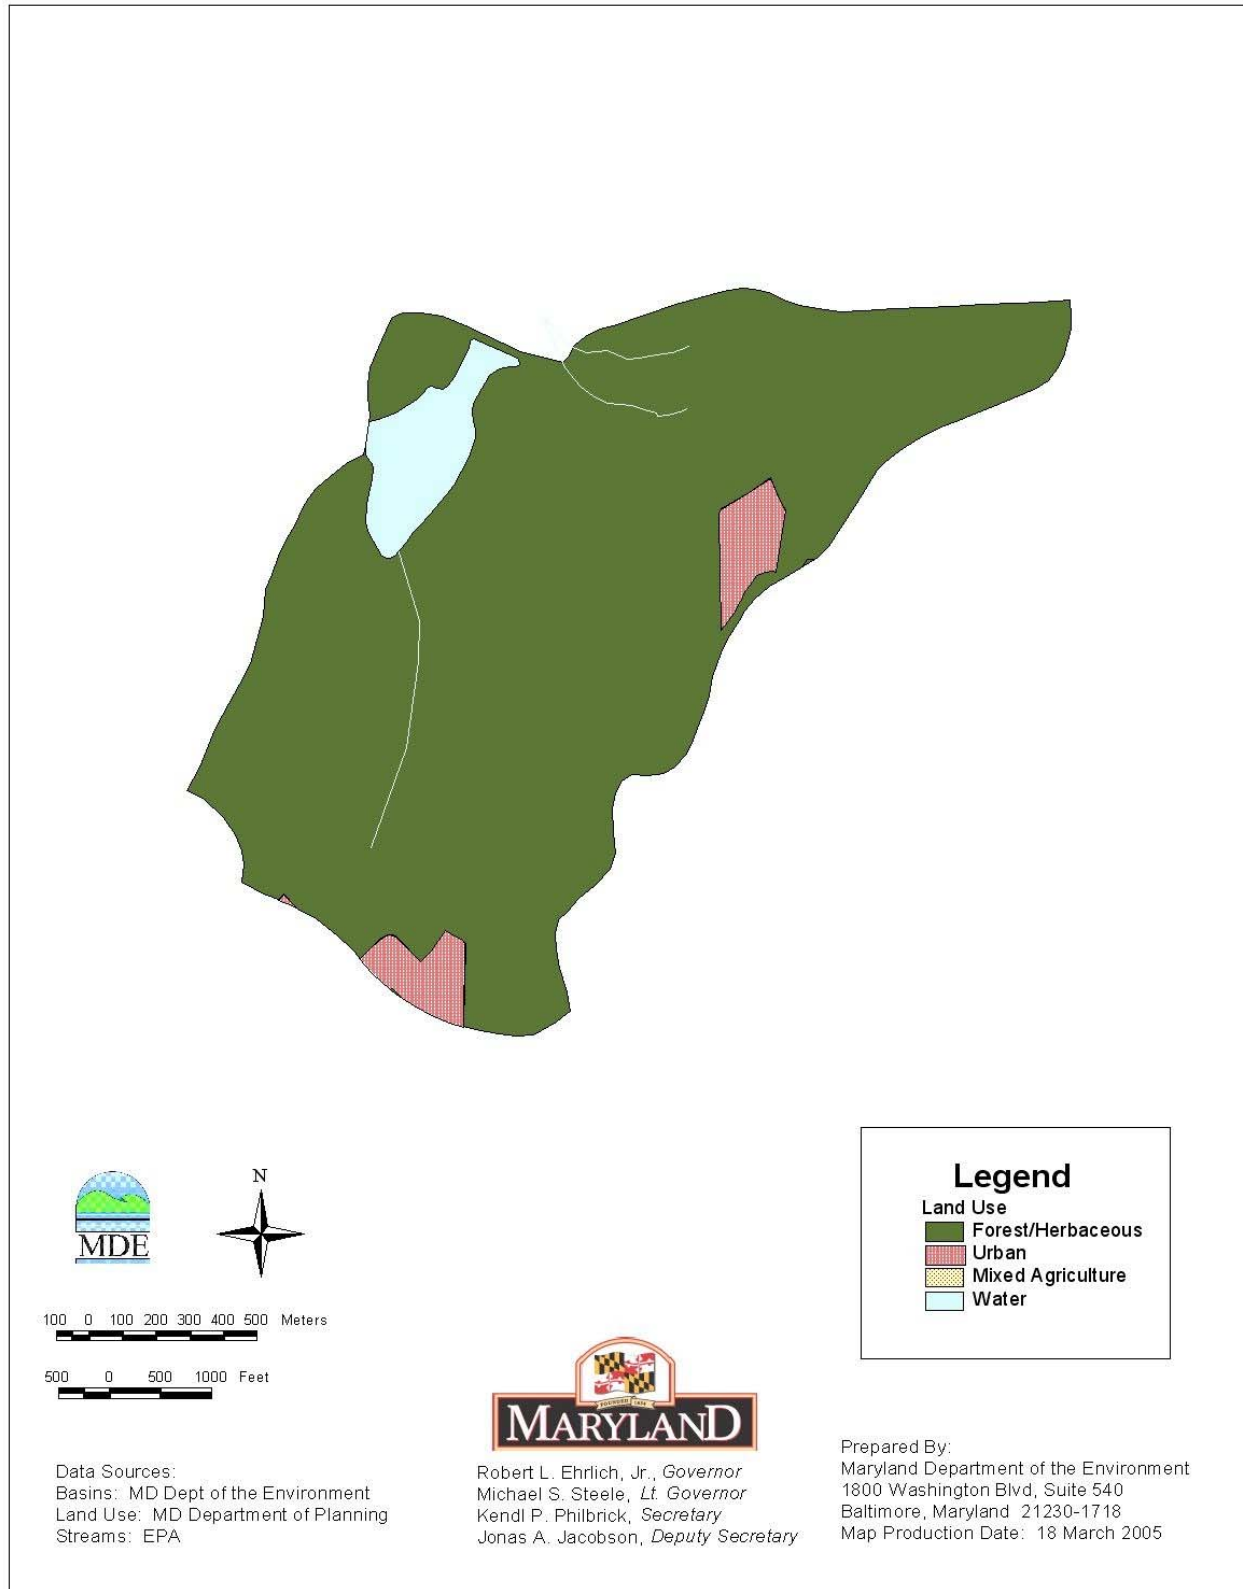 N
MDE
100 0 100 200 300 400 500 Meters
500 0 500 1000 Feet
Legend
Land Use
Forest/Herbaceous
Urban
Mixed Agriculture
Water
MARYLAND
Data Sources:
Basins: MD Dept of the Environment
Land Use: MD Department of Planning
Streams: EPA
Robert L. Ehrlich, Jr., Governor
Michael S. Steele, Lt. Governor
Kendl P. Philbrick, Secretary
Jonas A. Jacobson, Deputy Secretary
Prepared By:
Maryland Department of the Environment
1800 Washington Blvd, Suite 540
Baltimore, Maryland 21230-1718
Map Production Date: 18 March 2005